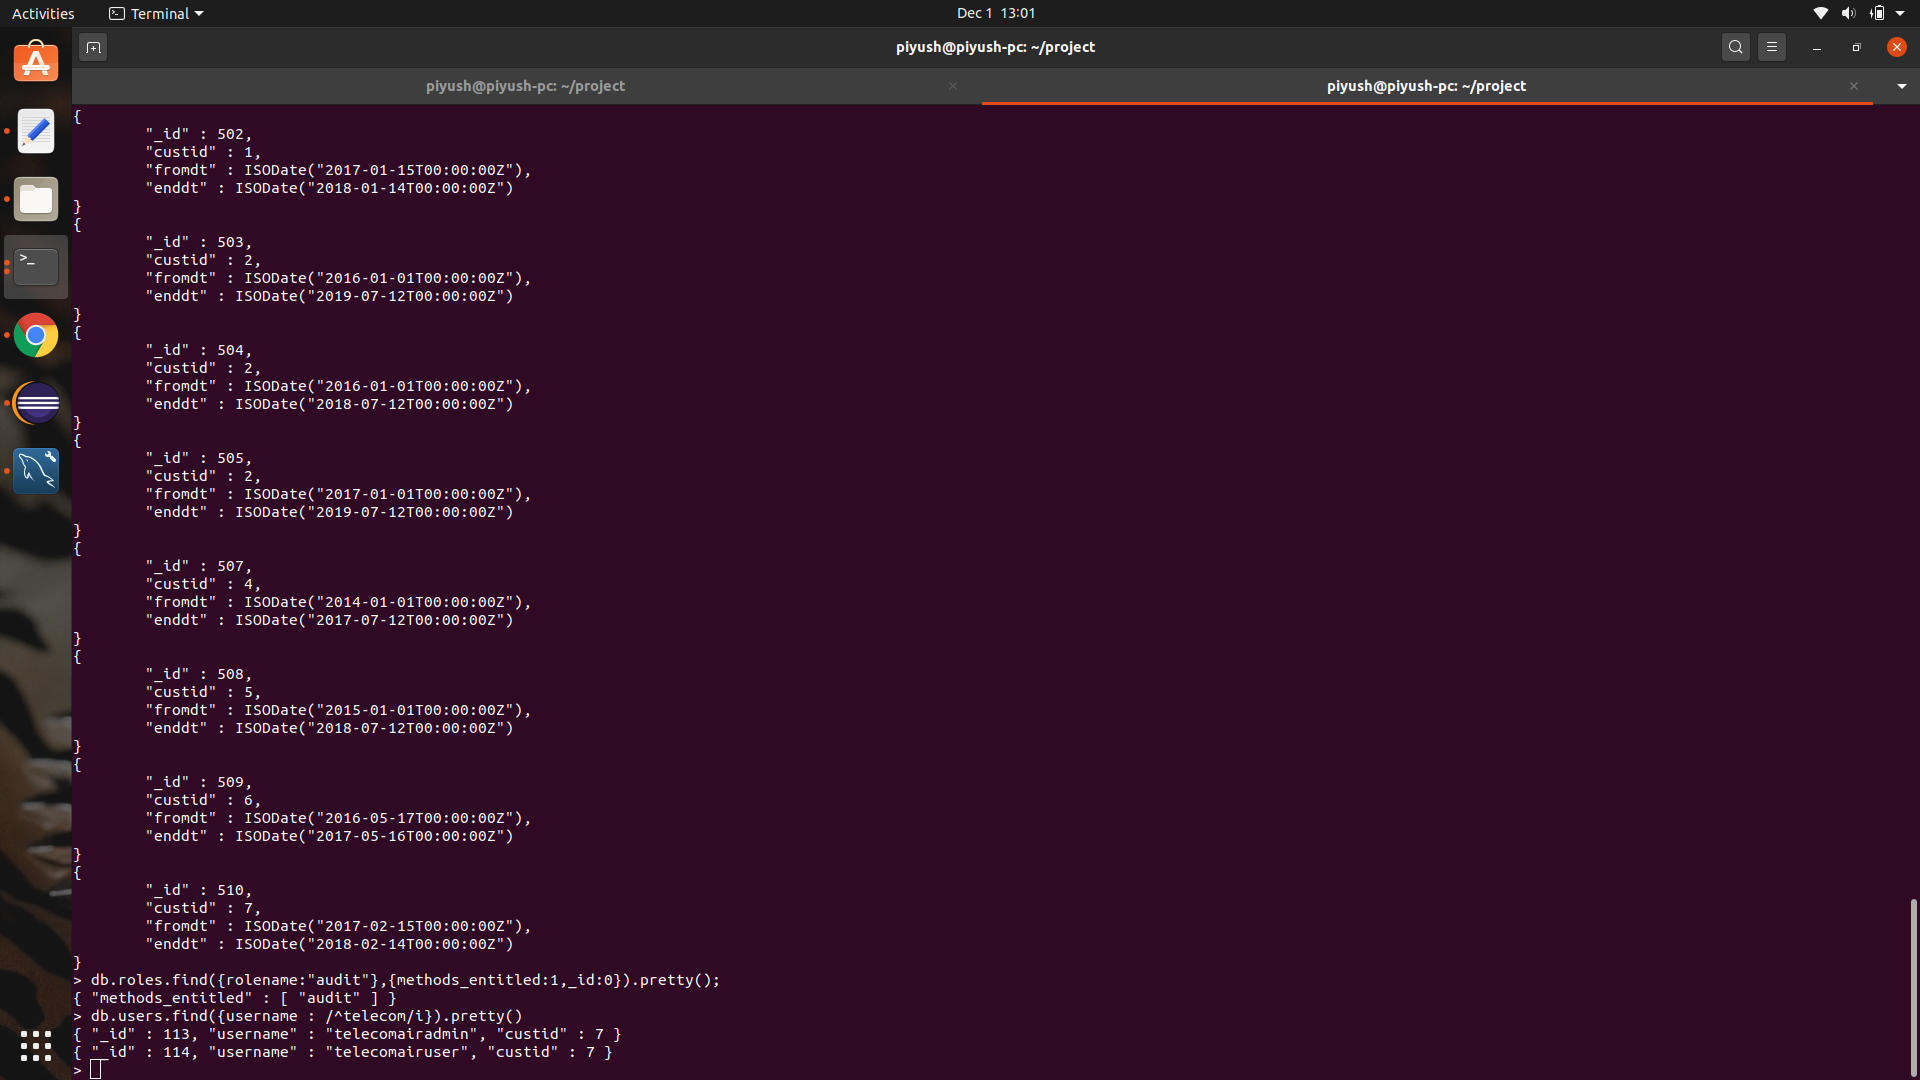 Activities
Terminal
Dec 1 13:01
piyush@piyush-pc: ~/project
piyush@piyush-pc: ~/project
piyush@piyush-pc: ~/project
{
"_id" : 502,
"custid" : 1,
"fromdt" : ISODate("2017-01-15T00:00:00Z"),
"enddt" : ISODate("2018-01-14T00:00:00Z")
}
{
"_id" : 503,
"custid" : 2,
"fromdt" : ISODate("2016-01-01T00:00:00Z"),
"enddt" : ISODate("2019-07-12T00:00:00Z")
}
{
"_id" : 504,
"custid" : 2,
"fromdt" : ISODate("2016-01-01T00:00:00Z"),
"enddt" : ISODate("2018-07-12T00:00:00Z")
}
{
"_id" : 505,
"custid" : 2,
"fromdt" : ISODate("2017-01-01T00:00:00Z"),
"enddt" : ISODate("2019-07-12T00:00:00Z")
}
{
"_id" : 507,
"custid" : 4,
"fromdt" : ISODate("2014-01-01T00:00:00Z"),
"enddt" : ISODate("2017-07-12T00:00:00Z")
}
{
"_id" : 508,
"custid" : 5,
"fromdt" : ISODate("2015-01-01T00:00:00Z"),
"enddt" : ISODate("2018-07-12T00:00:00Z")
}
{
"_id" : 509,
"custid" : 6,
"fromdt" : ISODate("2016-05-17T00:00:00Z"),
"enddt" : ISODate("2017-05-16T00:00:00Z")
}
{
"_id" : 510,
"custid" : 7,
"fromdt" : ISODate("2017-02-15T00:00:00Z"),
"enddt" : ISODate("2018-02-14T00:00:00Z")
}
> db.roles.find({rolename:"audit"},{methods_entitled:1,_id:0}).pretty();
{ "methods_entitled" : [ "audit" ] }
> db.users.find({username : /^telecom/i}).pretty()
{ "_id" : 113, "username" : "telecomairadmin", "custid" : 7 }
{ "_id" : 114, "username" : "telecomairuser", "custid" : 7 }
>